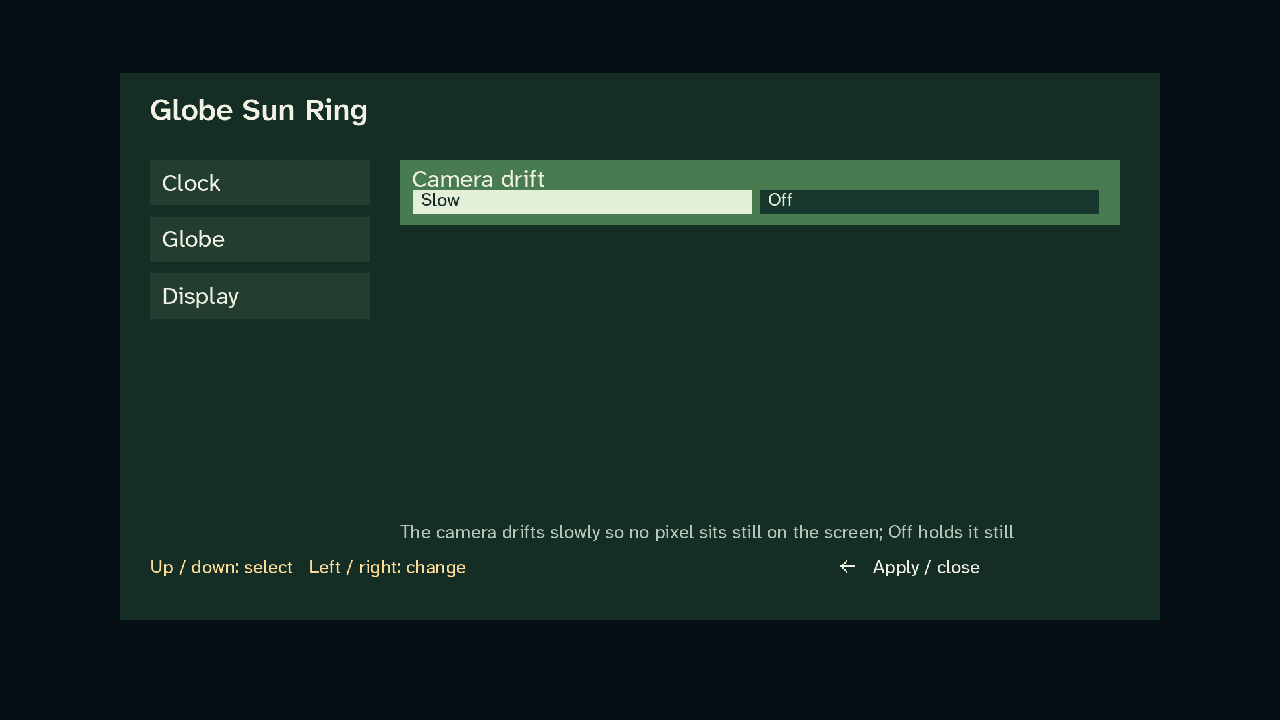 Globe Sun Ring
Clock
Globe
Display
Camera drift
Slow
Off
The camera drifts slowly so no pixel sits still on the screen; Off holds it still
Up / down: select   Left / right: change
← Apply / close